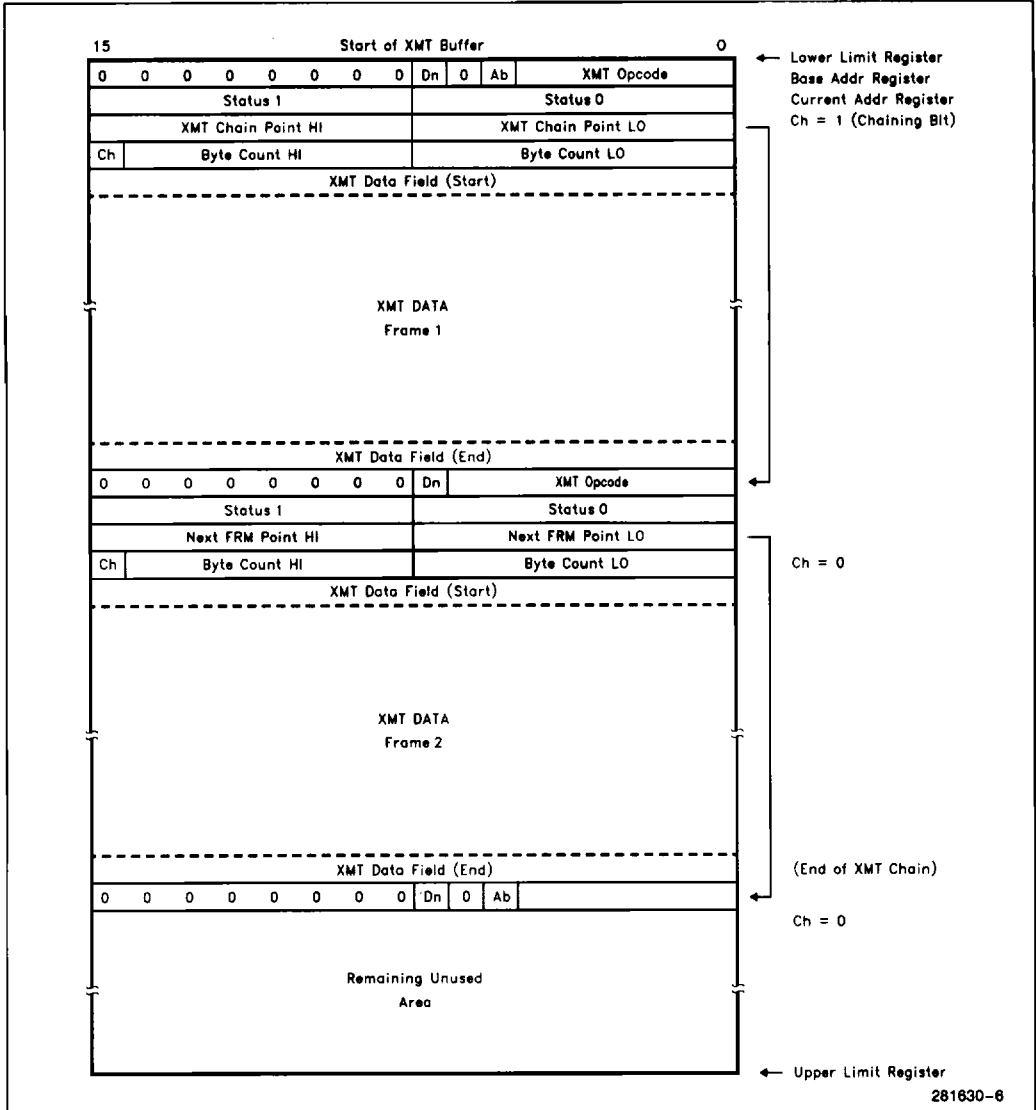 15 Start of XMT Buffer 0
← Lower Limit Register
0 0 0 0 0 0 0 0 Dn 0 Ab XMT Opcode
Base Addr Register
Status 1 Status 0
Current Addr Register
XMT Chain Point HI XMT Chain Point LO
Ch = 1 (Chaining Bit)
Ch Byte Count HI Byte Count LO
XMT Data Field (Start)
XMT DATA
Frame 1
XMT Data Field (End)
0 0 0 0 0 0 0 0 Dn XMT Opcode
Status 1 Status 0
Next FRM Point HI Next FRM Point LO
Ch Byte Count HI Byte Count LO Ch = 0
XMT Data Field (Start)
XMT DATA
Frame 2
XMT Data Field (End) (End of XMT Chain)
0 0 0 0 0 0 0 0 Dn 0 Ab
Ch = 0
Remaining Unused
Area
← Upper Limit Register
281630-6